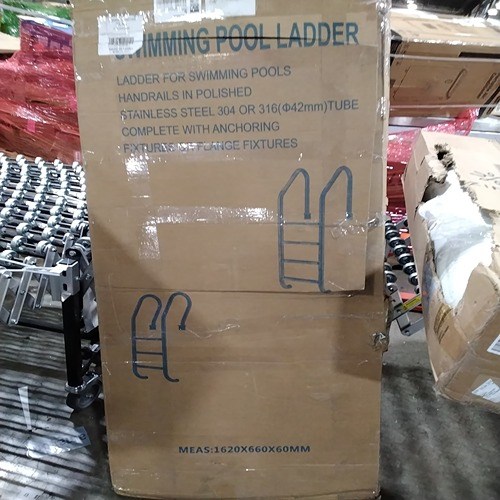 SWIMMING POOL LADDER
LADDER FOR SWIMMING POOLS
HANDRAILS IN POLISHED
STAINLESS STEEL 304 OR 316(Φ42mm)TUBE
COMPLETE WITH ANCHORING
FIXTURES OR FLANGE FIXTURES
MEAS:1620X660X60MM